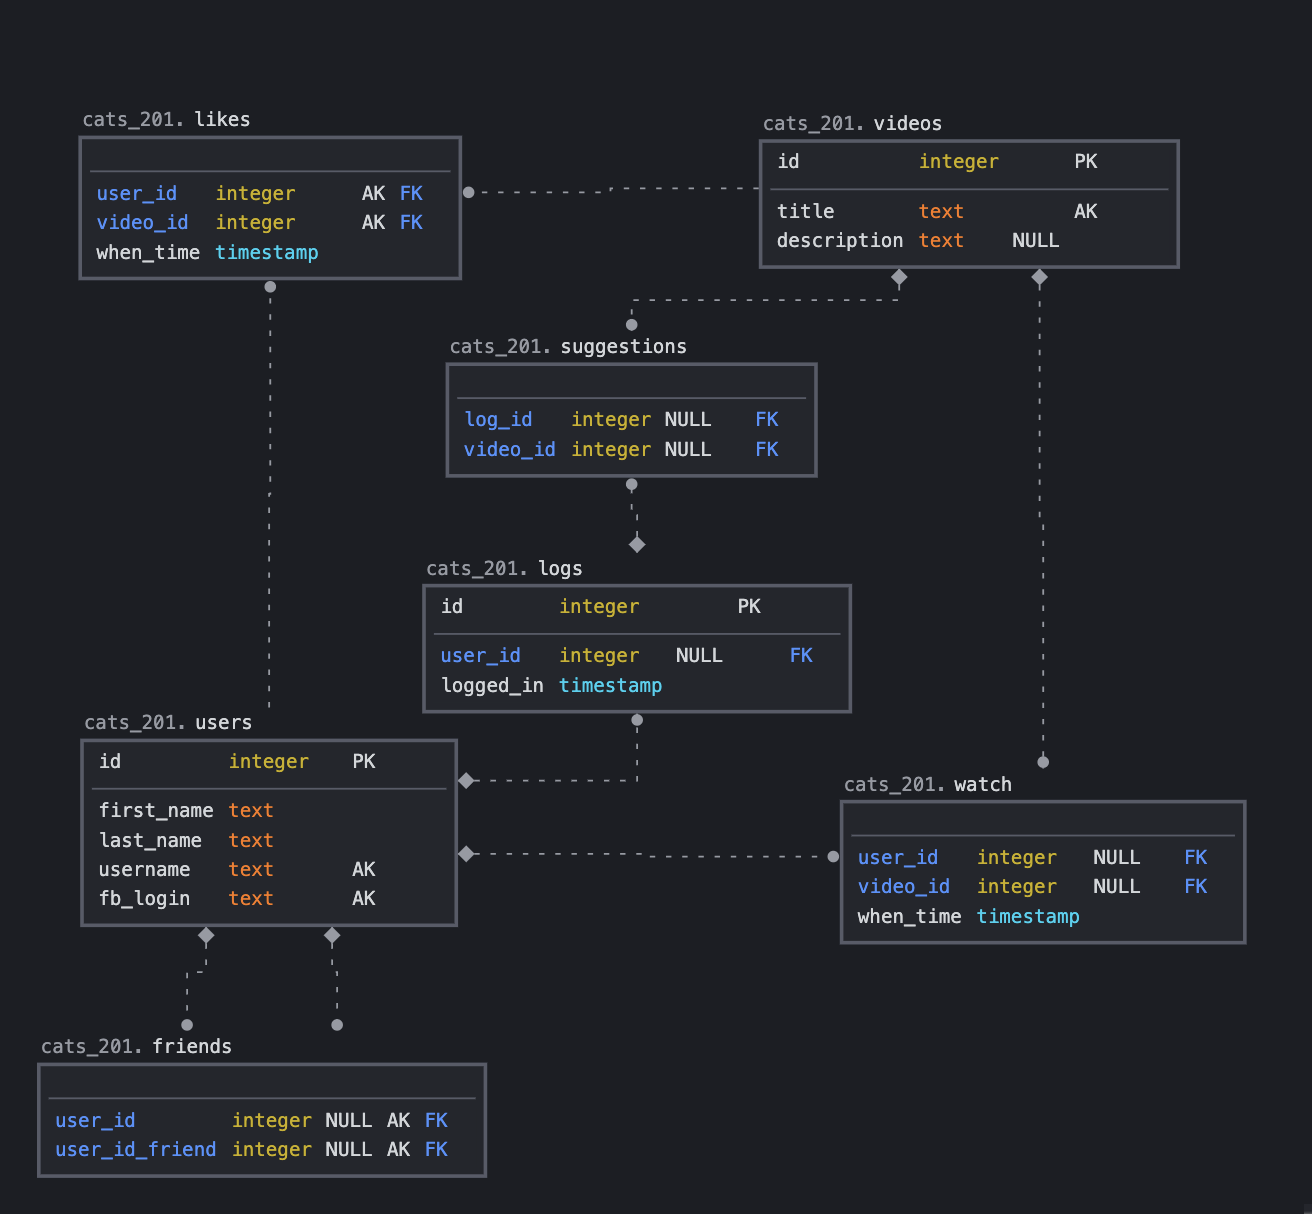 cats_201. likes
user_id integer AK FK
video_id integer AK FK
when_time timestamp
cats_201. videos
id integer PK
title text AK
description text NULL
cats_201. suggestions
log_id integer NULL FK
video_id integer NULL FK
cats_201. logs
id integer PK
user_id integer NULL FK
logged_in timestamp
cats_201. users
id integer PK
first_name text
last_name text
username text AK
fb_login text AK
cats_201. watch
user_id integer NULL FK
video_id integer NULL FK
when_time timestamp
cats_201. friends
user_id integer NULL AK FK
user_id_friend integer NULL AK FK